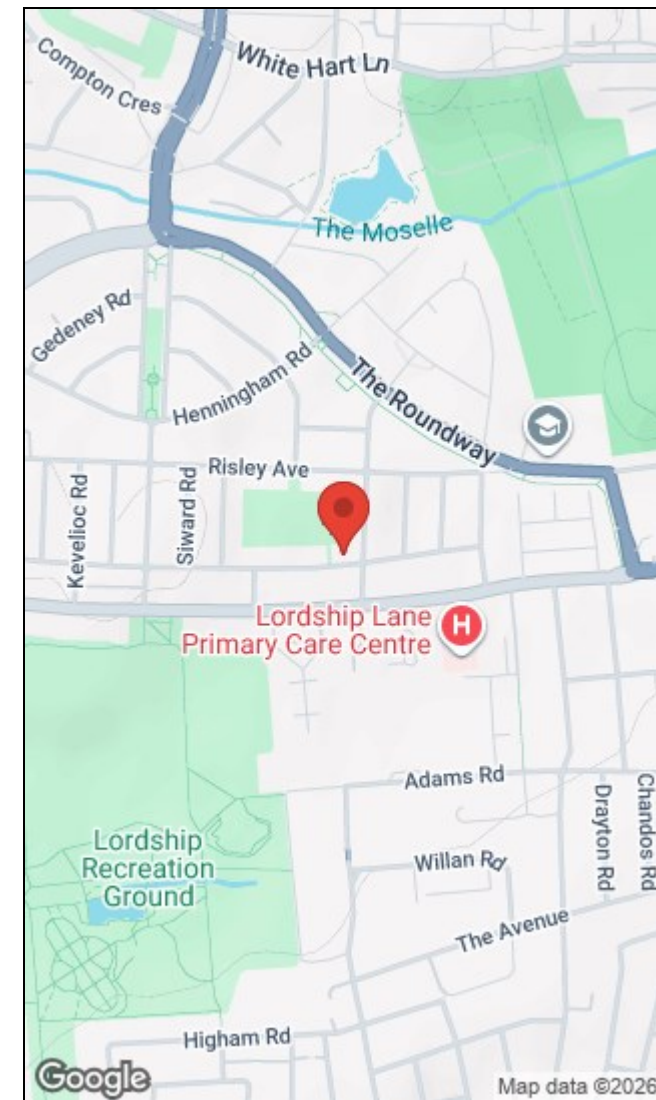 Compton Cres
White Hart Ln
The Moselle
Gedeney Rd
Henningham Rd
The Roundway
Risley Ave
Kevelioc Rd
Siward Rd
Lordship Lane
Primary Care Centre
H
Adams Rd
Drayton Rd
Chandos Rd
Lordship
Recreation
Ground
Willan Rd
The Avenue
Higham Rd
Google
Map data ©2026